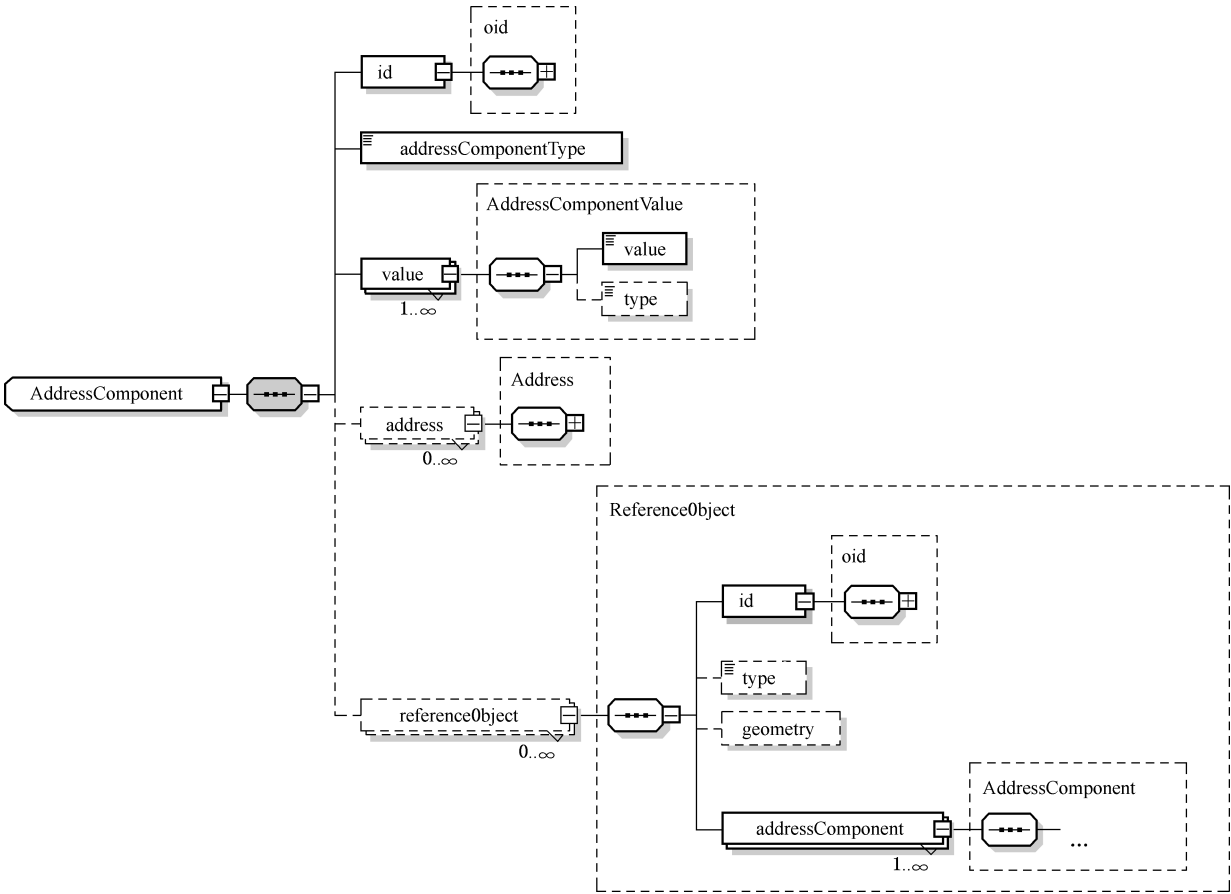 oid
id
addressComponentType
AddressComponentValue
value
value
1..∞
type
AddressComponent
Address
address
0..∞
Reference0bject
oid
id
type
reference0bject
0..∞
geometry
AddressComponent
addressComponent
1..∞
...